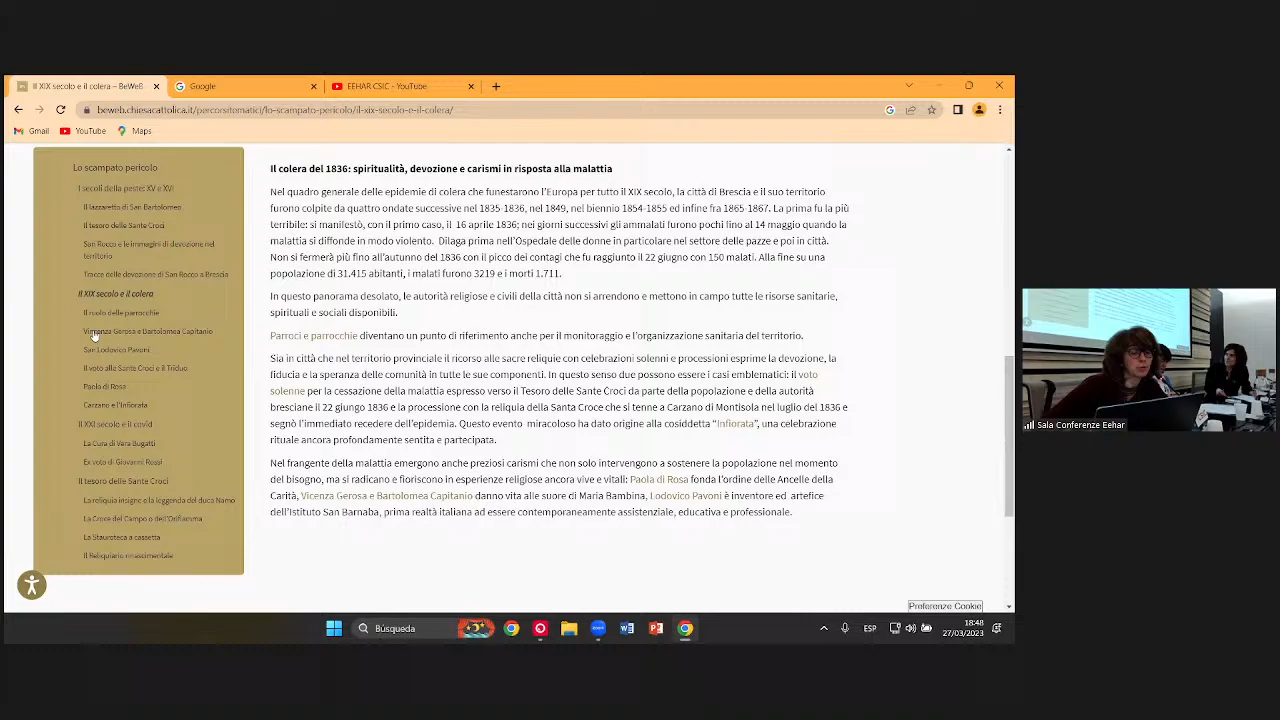 Il XIX secolo e il colera – BeWeB
Google
EEHAR CSIC - YouTube
beweb.chiesacattolica.it/percorsitematici/lo-scampato-pericolo/il-xix-secolo-e-il-colera/
Gmail
YouTube
Maps
Lo scampato pericolo
I secoli della peste: XV e XVI
Il lazzaretto di San Bartolomeo
Il tesoro delle Sante Croci
San Rocco e le immagini di devozione nel
territorio
Tracce della devozione di San Rocco a Brescia
Il XIX secolo e il colera
Il ruolo delle parrocchie
Vicenza Gerosa e Bartolomea Capitanio
San Lodovico Pavoni
Il voto alla Sante Croci e il Triduo
Paola di Rosa
Carzano e l'Infiorata
Il XXI secolo e il covid
La Cura di Vera Bugatti
Ex voto di Giovanni Rossi
Il tesoro delle Sante Croci
La reliquia insigne e la leggenda del duca Namo
La Croce del Campo o dell'Orifiamma
La Stauroteca a cassetta
Il Reliquiario rinascimentale
Il colera del 1836: spiritualità, devozione e carismi in risposta alla malattia
Nel quadro generale delle epidemie di colera che funestarono l'Europa per tutto il XIX secolo, la città di Brescia e il suo territorio
furono colpite da quattro ondate successive nel 1835-1836, nel 1849, nel biennio 1854-1855 ed infine fra 1865-1867. La prima fu la più
terribile: si manifestò, con il primo caso, il 16 aprile 1836; nei giorni successivi gli ammalati furono pochi fino al 14 maggio quando la
malattia si diffonde in modo violento. Dilaga prima nell'Ospedale delle donne in particolare nel settore delle pazze e poi in città.
Non si fermerà più fino all'autunno del 1836 con il picco dei contagi che fu raggiunto il 22 giugno con 150 malati. Alla fine su una
popolazione di 31.415 abitanti, i malati furono 3219 e i morti 1.711.
In questo panorama desolato, le autorità religiose e civili della città non si arrendono e mettono in campo tutte le risorse sanitarie,
spirituali e sociali disponibili.
Parroci e parrocchie diventano un punto di riferimento anche per il monitoraggio e l'organizzazione sanitaria del territorio.
Sia in città che nel territorio provinciale il ricorso alle sacre reliquie con celebrazioni solenni e processioni esprime la devozione, la
fiducia e la speranza delle comunità in tutte le sue componenti. In questo senso due possono essere i casi emblematici: il voto
solenne per la cessazione della malattia espresso verso il Tesoro delle Sante Croci da parte della popolazione e della autorità
bresciane il 22 giungo 1836 e la processione con la reliquia della Santa Croce che si tenne a Carzano di Montisola nel luglio del 1836 e
segnò l'immediato recedere dell'epidemia. Questo evento miracoloso ha dato origine alla cosiddetta “Infiorata”, una celebrazione
rituale ancora profondamente sentita e partecipata.
Nel frangente della malattia emergono anche preziosi carismi che non solo intervengono a sostenere la popolazione nel momento
del bisogno, ma si radicano e fioriscono in esperienze religiose ancora vive e vitali: Paola di Rosa fonda l'ordine delle Ancelle della
Carità, Vicenza Gerosa e Bartolomea Capitanio danno vita alle suore di Maria Bambina, Lodovico Pavoni è inventore ed artefice
dell'Istituto San Barnaba, prima realtà italiana ad essere contemporaneamente assistenziale, educativa e professionale.
Preferenze Cookie
Sala Conferenze Eehar
Búsqueda
ESP
18:48
27/03/2023